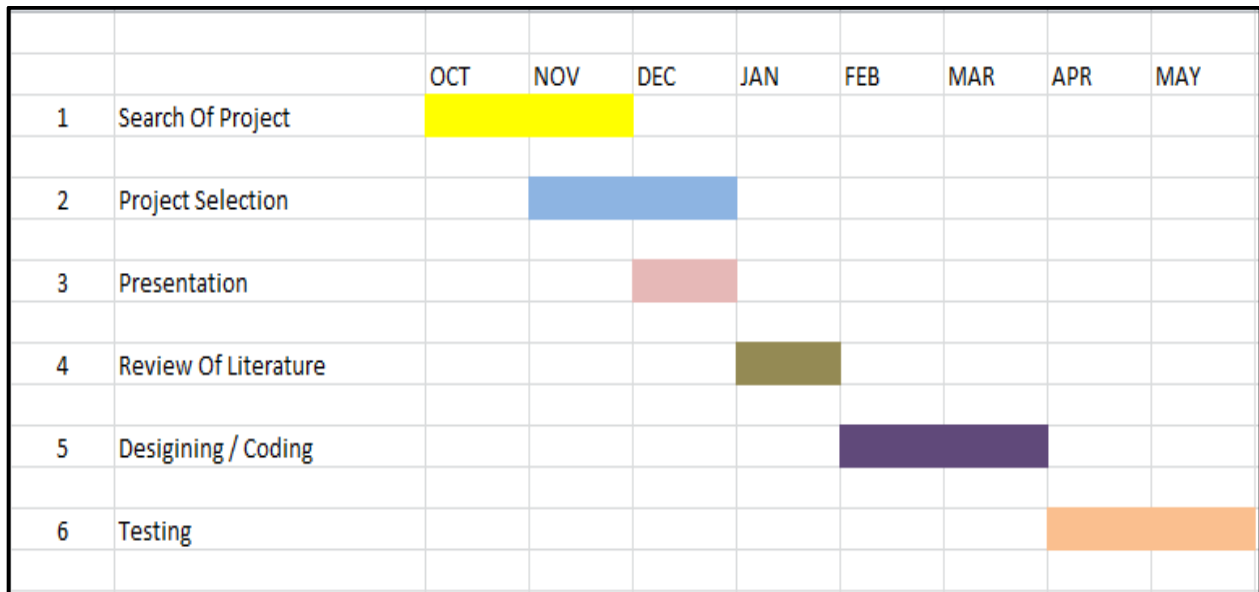 OCT NOV DEC JAN FEB MAR APR MAY
1 Search Of Project
2 Project Selection
3 Presentation
4 Review Of Literature
5 Desigining / Coding
6 Testing